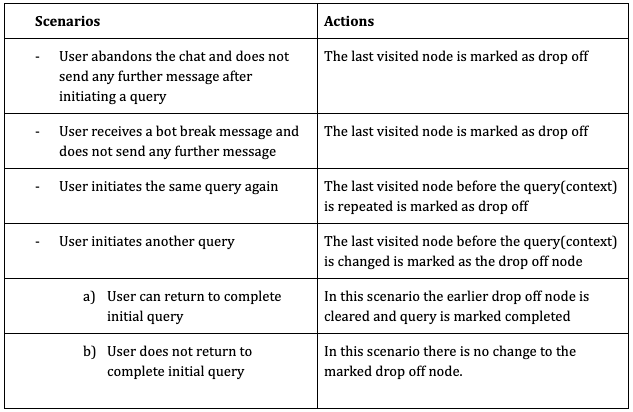 Scenarios
Actions
- User abandons the chat and does not
send any further message after
initiating a query
The last visited node is marked as drop off
- User receives a bot break message and
does not send any further message
The last visited node is marked as drop off
- User initiates the same query again
The last visited node before the query(context)
is repeated is marked as drop off
- User initiates another query
The last visited node before the query(context)
is changed is marked as the drop off node
a) User can return to complete
initial query
In this scenario the earlier drop off node is
cleared and query is marked completed
b) User does not return to
complete initial query
In this scenario there is no change to the
marked drop off node.